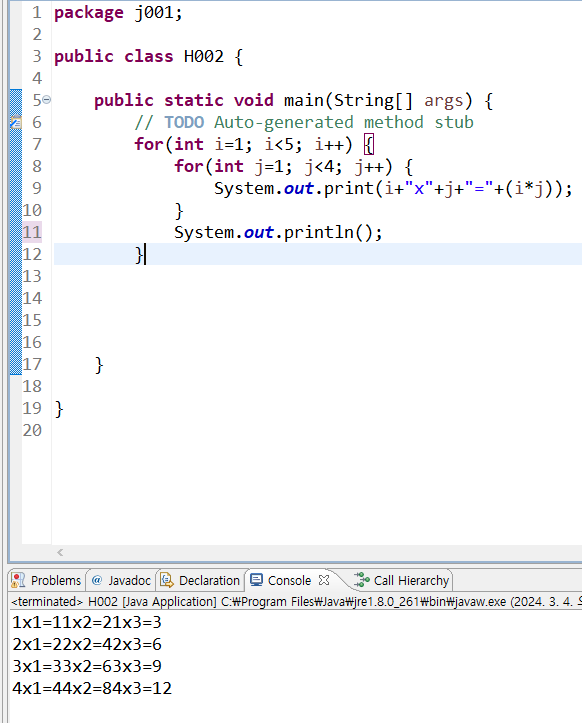 1 package j001;
2
3 public class H002 {
4
5 public static void main(String[] args) {
6 // TODO Auto-generated method stub
7 for(int i=1; i<5; i++) {
8 for(int j=1; j<4; j++) {
9 System.out.print(i+"x"+j+"="+(i*j));
10 }
11 System.out.println();
12 }
13
14
15
16
17 }
18
19 }
20
Problems @ Javadoc Declaration Console Call Hierarchy
<terminated> H002 [Java Application] C:₩Program Files₩Java₩jre1.8.0_261₩bin₩javaw.exe (2024. 3. 4.
1x1=11x2=21x3=3
2x1=22x2=42x3=6
3x1=33x2=63x3=9
4x1=44x2=84x3=12